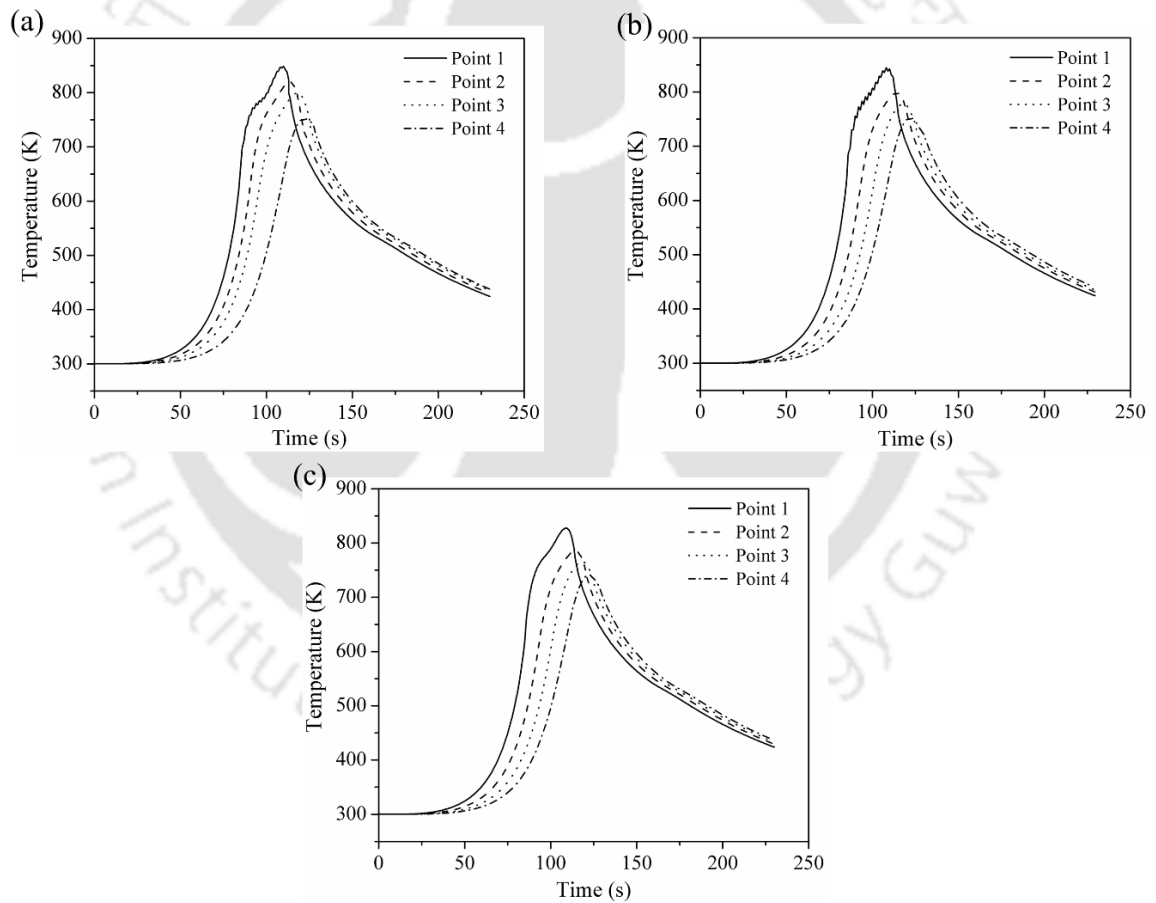 (a)
900
800
700
600
500
400
300
Temperature (K)
0 50 100 150 200 250
Time (s)
Point 1
Point 2
Point 3
Point 4
(b)
900
800
700
600
500
400
300
Temperature (K)
0 50 100 150 200 250
Time (s)
Point 1
Point 2
Point 3
Point 4
(c)
900
800
700
600
500
400
300
Temperature (K)
0 50 100 150 200 250
Time (s)
Point 1
Point 2
Point 3
Point 4